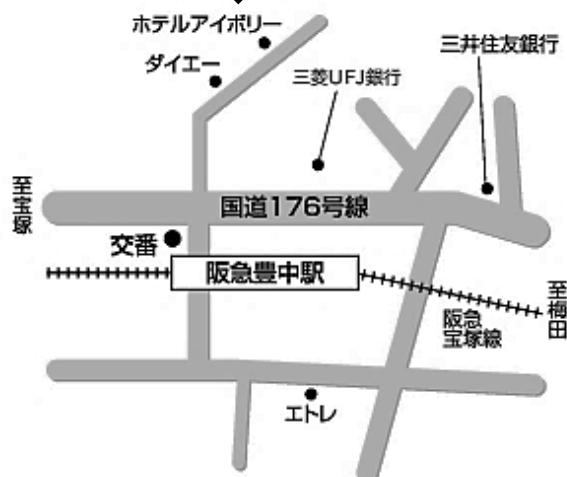 ホテルアイボリー
ダイエー
三菱UFJ銀行
三井住友銀行
至宝塚
国道176号線
交番
阪急豊中駅
至梅田
阪急
宝塚線
エトレ